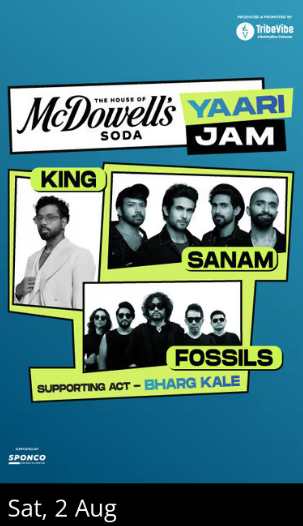 PRODUCED & PROMOTED BY
TribeVibe
THE HOUSE OF
McDowell's
SODA
YAARI
JAM
KING
SANAM
FOSSILS
SUPPORTING ACT – BHARG KALE
SPONCO
Sat, 2 Aug